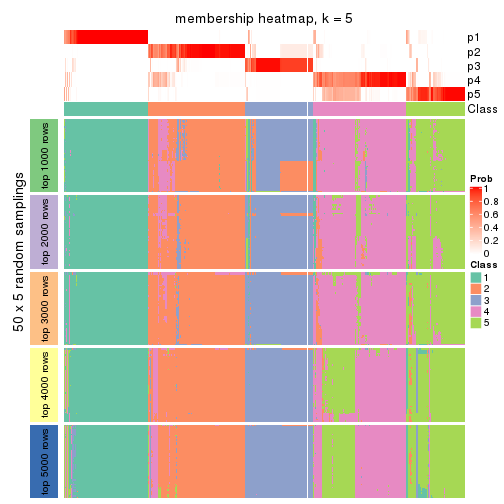 membership heatmap, k = 5
p1
p2
p3
p4
p5
Class
50 x 5 random samplings
top 1000 rows
top 2000 rows
top 3000 rows
top 4000 rows
top 5000 rows
Prob
1
0.8
0.6
0.4
0.2
0
Class
1
2
3
4
5